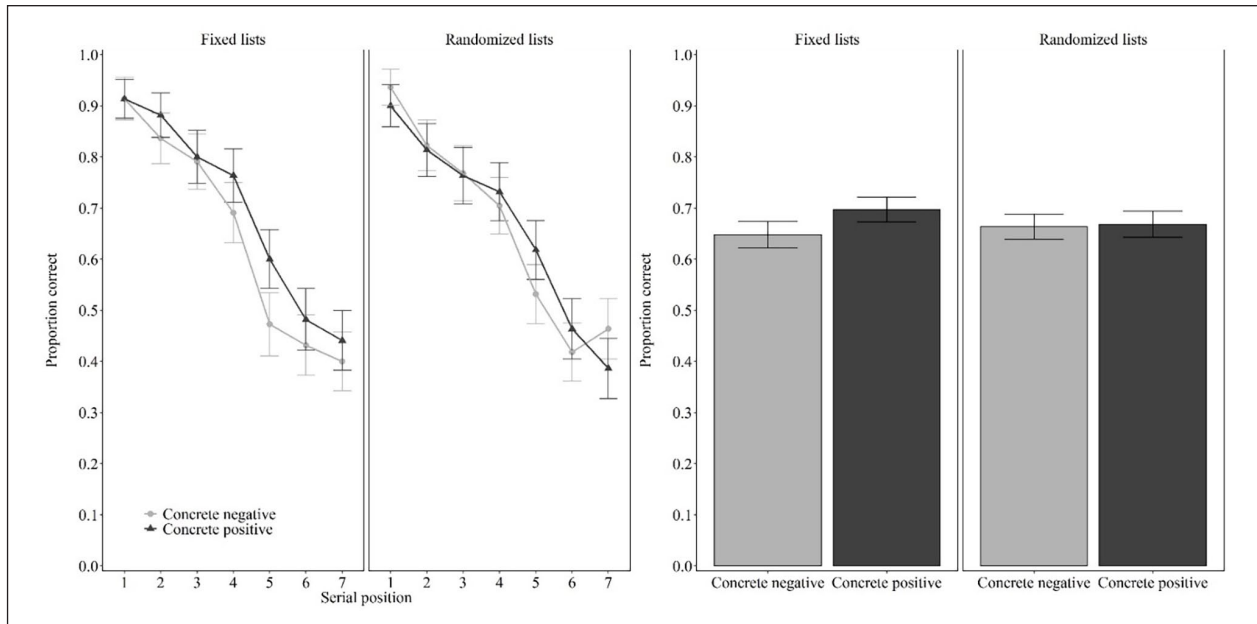 Fixed lists
Randomized lists
Proportion correct
1.0
0.9
0.8
0.7
0.6
0.5
0.4
0.3
0.2
0.1
0.0
Concrete negative
Concrete positive
1 2 3 4 5 6 7
1 2 3 4 5 6 7
Serial position
Fixed lists
Randomized lists
Proportion correct
1.0
0.9
0.8
0.7
0.6
0.5
0.4
0.3
0.2
0.1
0.0
Concrete negative Concrete positive
Concrete negative Concrete positive